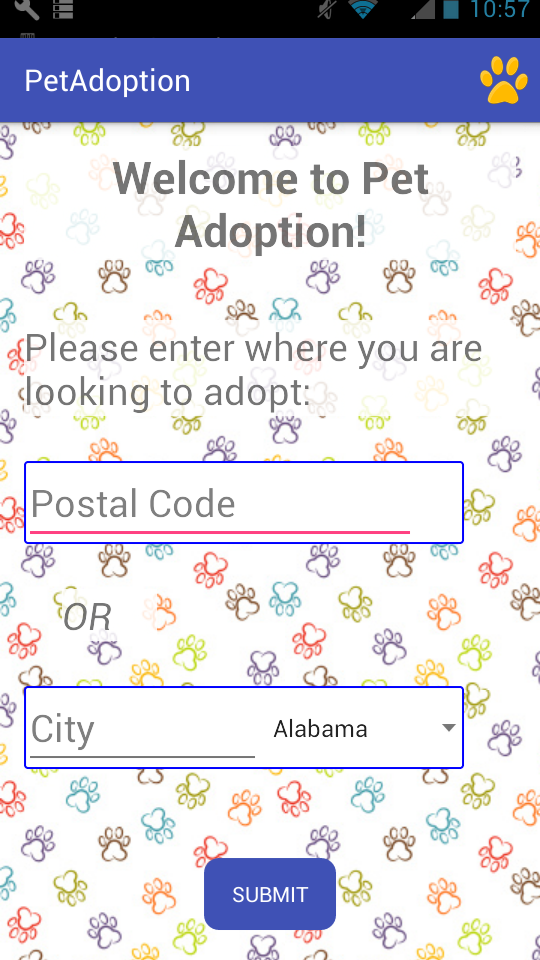 10:57
PetAdoption
Welcome to Pet
Adoption!
Please enter where you are
looking to adopt:
Postal Code
OR
City
Alabama
SUBMIT